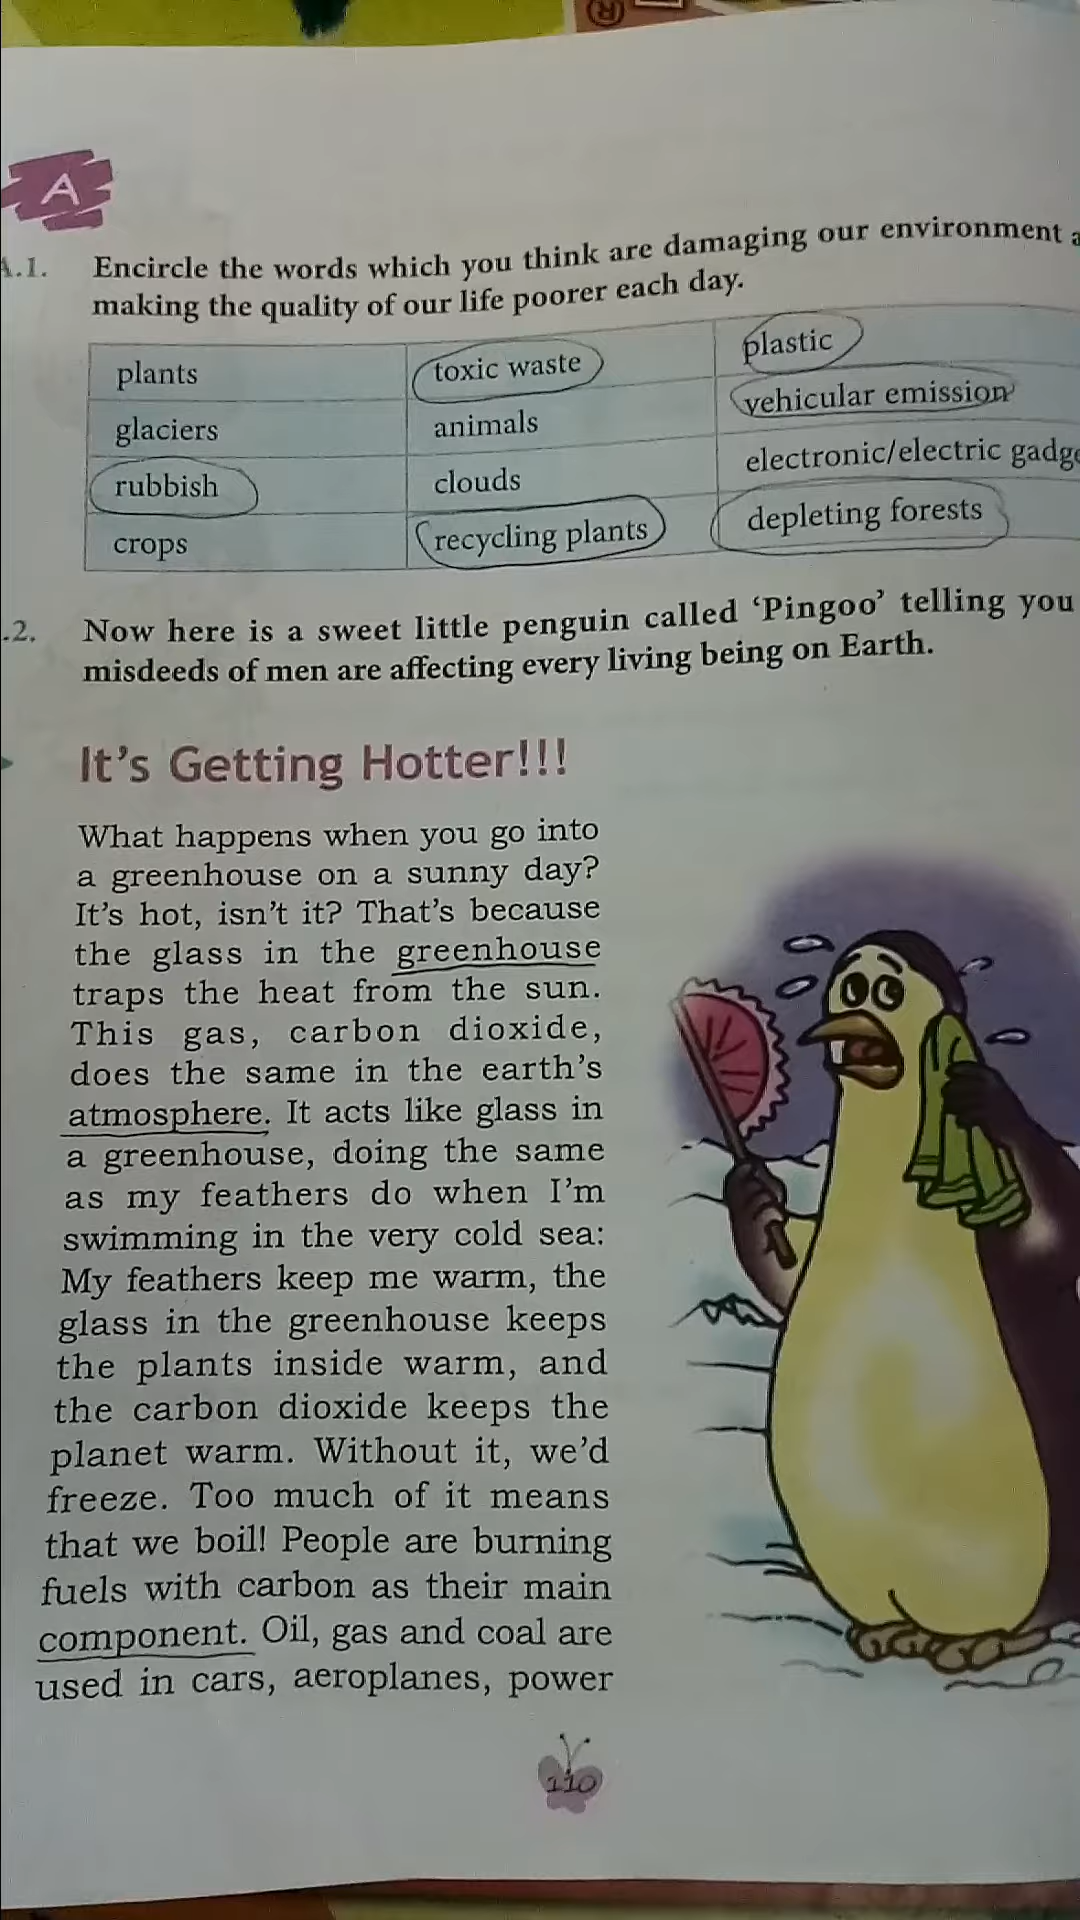 ®
A
A.1. Encircle the words which you think are damaging our environment
making the quality of our life poorer each day.
plants toxic waste plastic
glaciers animals vehicular emission
rubbish clouds electronic/electric
crops recycling plants depleting forests
.2. Now here is a sweet little penguin called ‘Pingoo’ telling you
misdeeds of men are affecting every living being on Earth.
It’s Getting Hotter!!!
What happens when you go into
a greenhouse on a sunny day?
It’s hot, isn’t it? That’s because
the glass in the greenhouse
traps the heat from the sun.
This gas, carbon dioxide,
does the same in the earth’s
atmosphere. It acts like glass in
a greenhouse, doing the same
as my feathers do when I’m
swimming in the very cold sea:
My feathers keep me warm, the
glass in the greenhouse keeps
the plants inside warm, and
the carbon dioxide keeps the
planet warm. Without it, we’d
freeze. Too much of it means
that we boil! People are burning
fuels with carbon as their main
component. Oil, gas and coal are
used in cars, aeroplanes, power
110